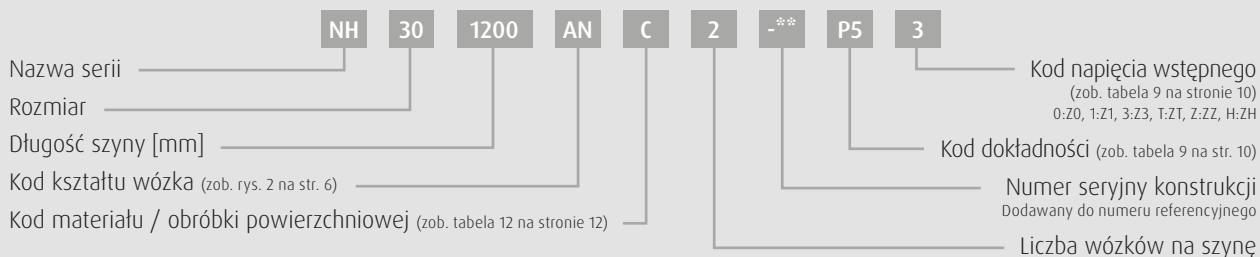 NH 30 1200 AN C 2 -** P5 3
Nazwa serii
Rozmiar
Długość szyny [mm]
Kod kształtu wózka (zob. rys. 2 na str. 6)
Kod materiału / obróbki powierzchniowej (zob. tabela 12 na stronie 12)
Kod napięcia wstępnego
(zob. tabela 9 na stronie 10)
0:Z0, 1:Z1, 3:Z3, T:ZT, Z:ZZ, H:ZH
Kod dokładności (zob. tabela 9 na str. 10)
Numer seryjny konstrukcji
Dodawany do numeru referencyjnego
Liczba wózków na szynę